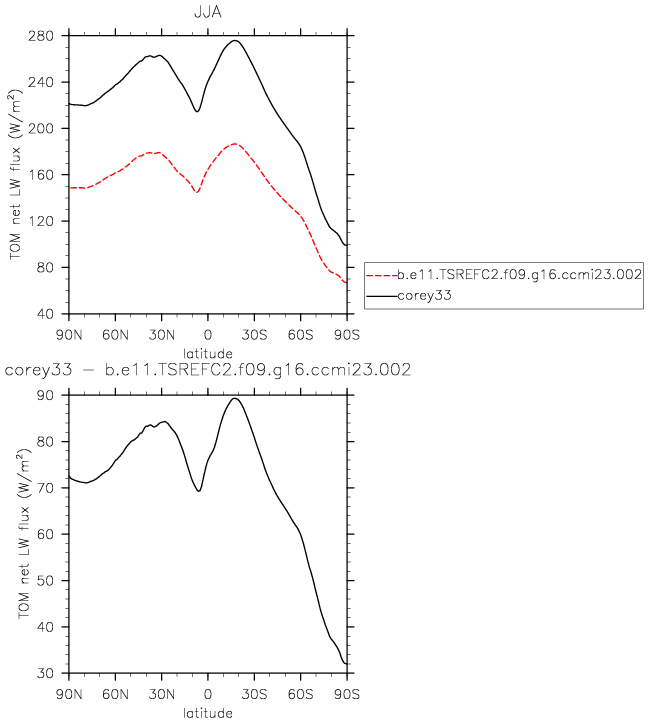 JJA
TOM net LW flux (W/m²)
280
240
200
160
120
80
40
90N 60N 30N 0 30S 60S 90S
latitude
b.e11.TSREFC2.f09.g16.ccmi23.002
corey33
corey33 − b.e11.TSREFC2.f09.g16.ccmi23.002
TOM net LW flux (W/m²)
90
80
70
60
50
40
30
90N 60N 30N 0 30S 60S 90S
latitude